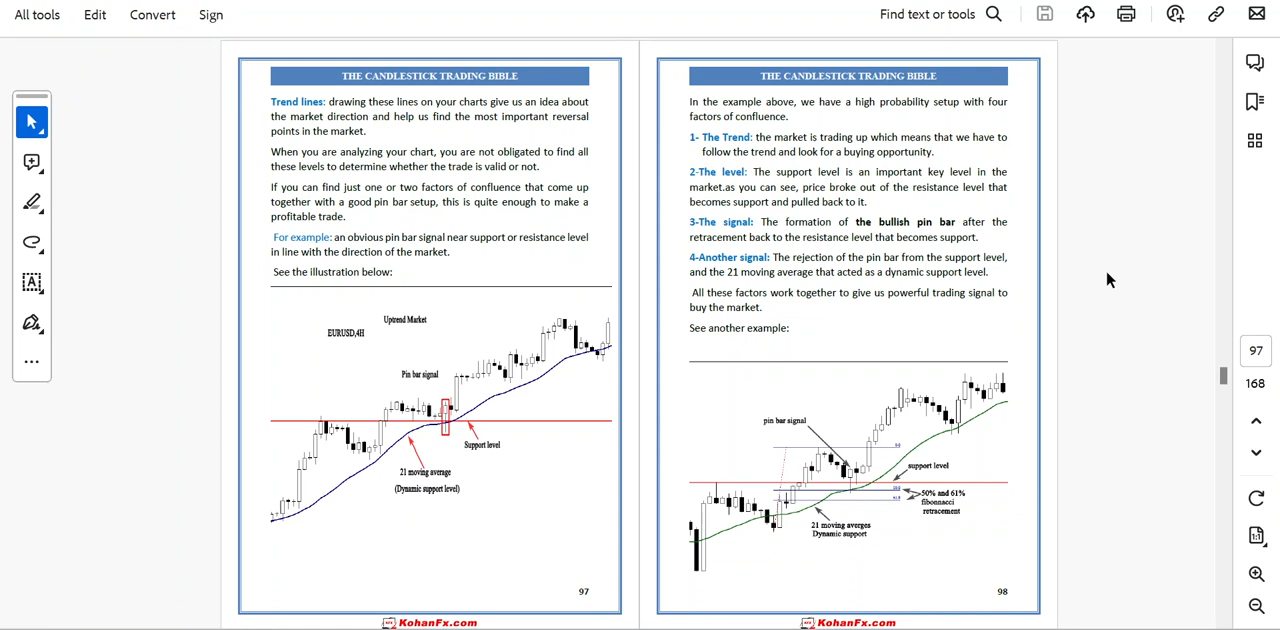 All tools Edit Convert Sign Find text or tools
THE CANDLESTICK TRADING BIBLE
Trend lines: drawing these lines on your charts give us an idea about
the market direction and help us find the most important reversal
points in the market.
When you are analyzing your chart, you are not obligated to find all
these levels to determine whether the trade is valid or not.
If you can find just one or two factors of confluence that come up
together with a good pin bar setup, this is quite enough to make a
profitable trade.
For example: an obvious pin bar signal near support or resistance level
in line with the direction of the market.
See the illustration below:
Uptrend Market
EURUSD,4H
Pin bar signal
Support level
21 moving average
(Dynamic support level)
97
KohanFx.com
THE CANDLESTICK TRADING BIBLE
In the example above, we have a high probability setup with four
factors of confluence.
1- The Trend: the market is trading up which means that we have to
follow the trend and look for a buying opportunity.
2-The level: The support level is an important key level in the
market.as you can see, price broke out of the resistance level that
becomes support and pulled back to it.
3-The signal: The formation of the bullish pin bar after the
retracement back to the resistance level that becomes support.
4-Another signal: The rejection of the pin bar from the support level,
and the 21 moving average that acted as a dynamic support level.
All these factors work together to give us powerful trading signal to
buy the market.
See another example:
pin bar signal
0.0
support level
50.0
61.8
50% and 61%
fibonacci
retracement
21 moving averges
Dynamic support
98
KohanFx.com
97
168
1:1